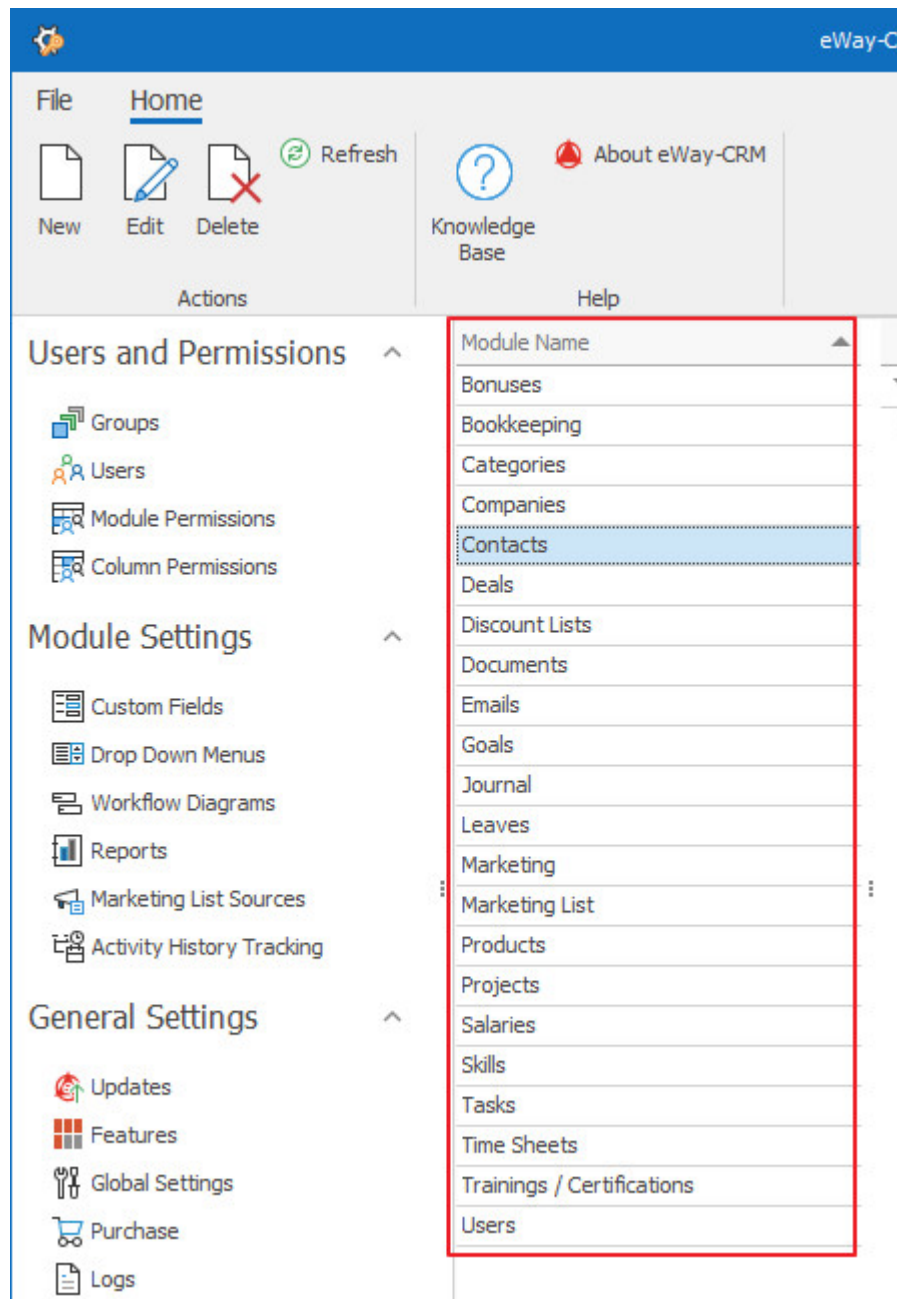 eWay-C
File Home
New
Edit
Delete
Refresh
Knowledge
Base
About eWay-CRM
Actions
Help
Users and Permissions
Groups
Users
Module Permissions
Column Permissions
Module Settings
Custom Fields
Drop Down Menus
Workflow Diagrams
Reports
Marketing List Sources
Activity History Tracking
General Settings
Updates
Features
Global Settings
Purchase
Logs
Module Name
Bonuses
Bookkeeping
Categories
Companies
Contacts
Deals
Discount Lists
Documents
Emails
Goals
Journal
Leaves
Marketing
Marketing List
Products
Projects
Salaries
Skills
Tasks
Time Sheets
Trainings / Certifications
Users